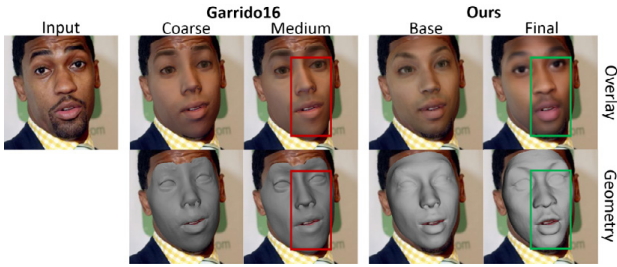 Garrido16 Ours
Input Coarse Medium Base Final
Overlay
Geometry